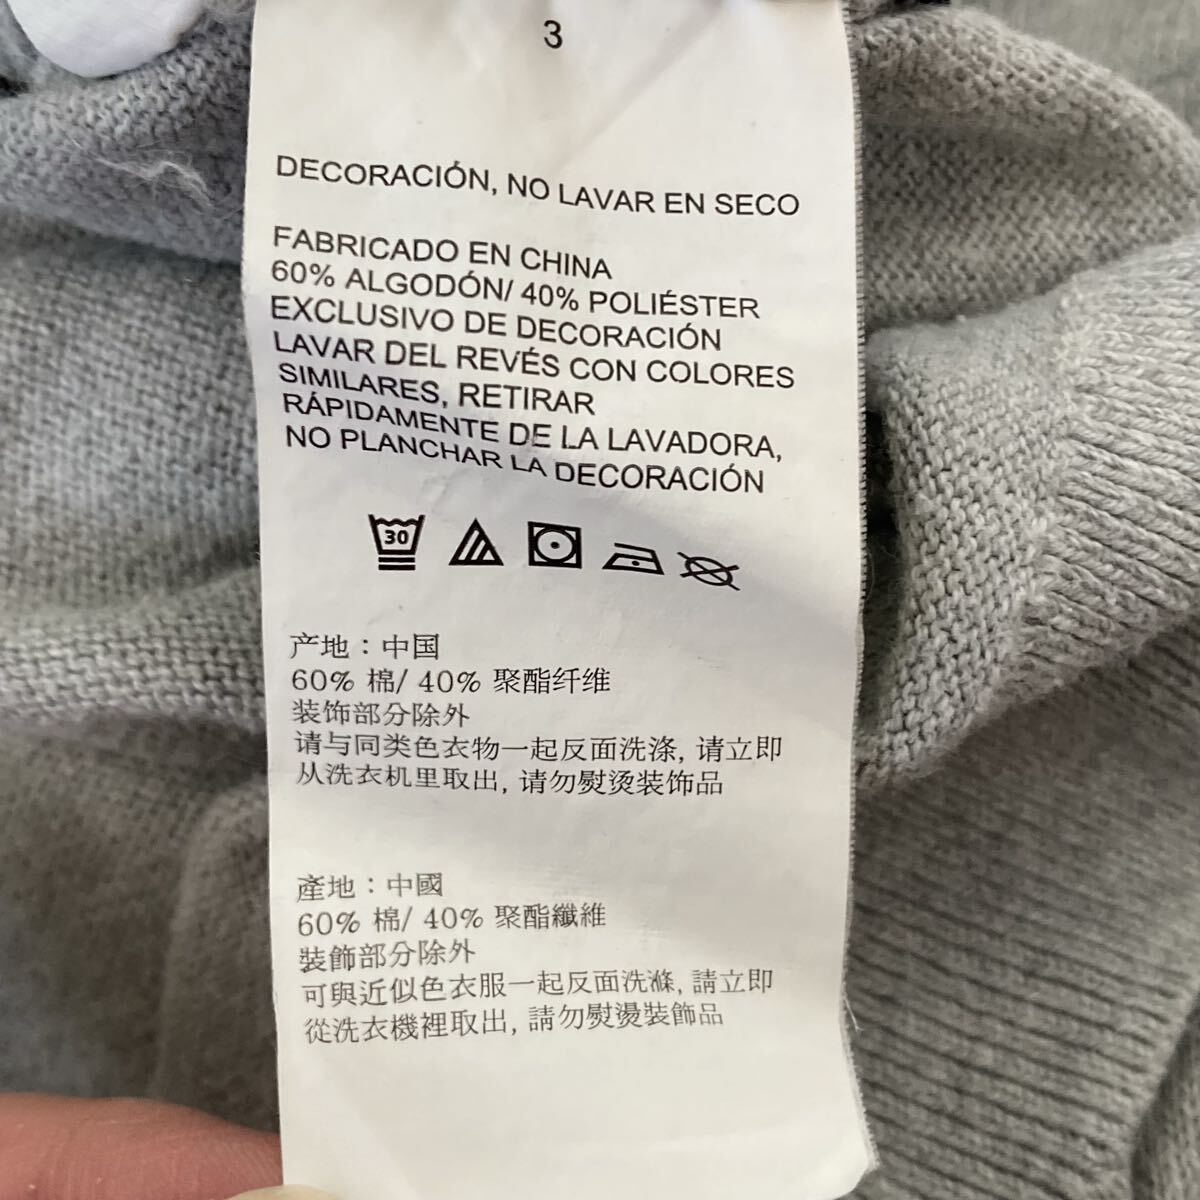 3
DECORACIÓN, NO LAVAR EN SECO
FABRICADO EN CHINA
60% ALGODÓN/ 40% POLIÉSTER
EXCLUSIVO DE DECORACIÓN
LAVAR DEL REVÉS CON COLORES
SIMILARES, RETIRAR
RÁPIDAMENTE DE LA LAVADORA,
NO PLANCHAR LA DECORACIÓN
30
产地：中国
60% 棉/ 40% 聚酯纤维
装饰部分除外
请与同类色衣物一起反面洗涤, 请立即
从洗衣机里取出, 请勿熨烫装饰品
產地：中國
60% 棉/ 40% 聚酯纖維
裝飾部分除外
可與近似色衣服一起反面洗滌, 請立即
從洗衣機裡取出, 請勿熨燙裝飾品